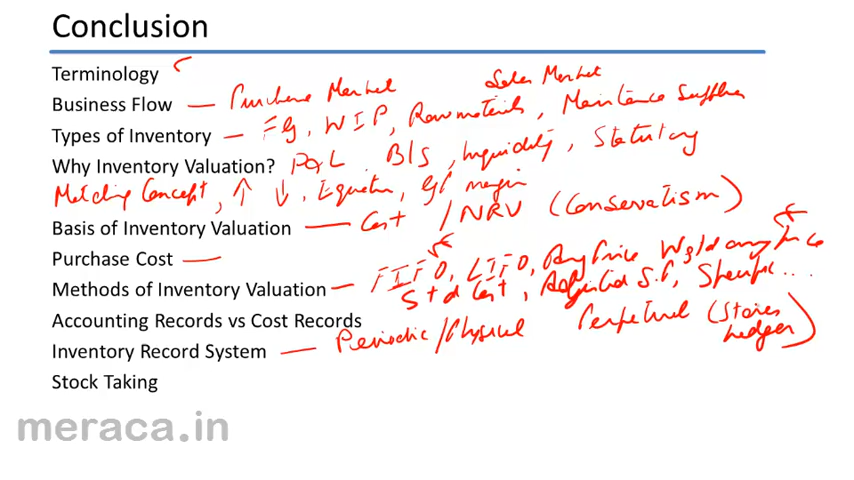 Conclusion
Terminology
Business Flow — Purchase Market Sales Market
Types of Inventory — FG, WIP, Raw materials, Maintance Supplies
Why Inventory Valuation? P&L B/S, liquidity, Statutory
Matching Concept, ↑ ↓, Equation, GP margin
Basis of Inventory Valuation — Cost / NRV (Conservatism)
Purchase Cost —
Methods of Inventory Valuation — FIFO, LIFO, Avg Price Wgtd avg Price
Std Cost, Adjusted S.P, Specific ...
Accounting Records vs Cost Records
Inventory Record System — Periodic / Physical Perpetual (Stores Ledger)
Stock Taking
meraca.in